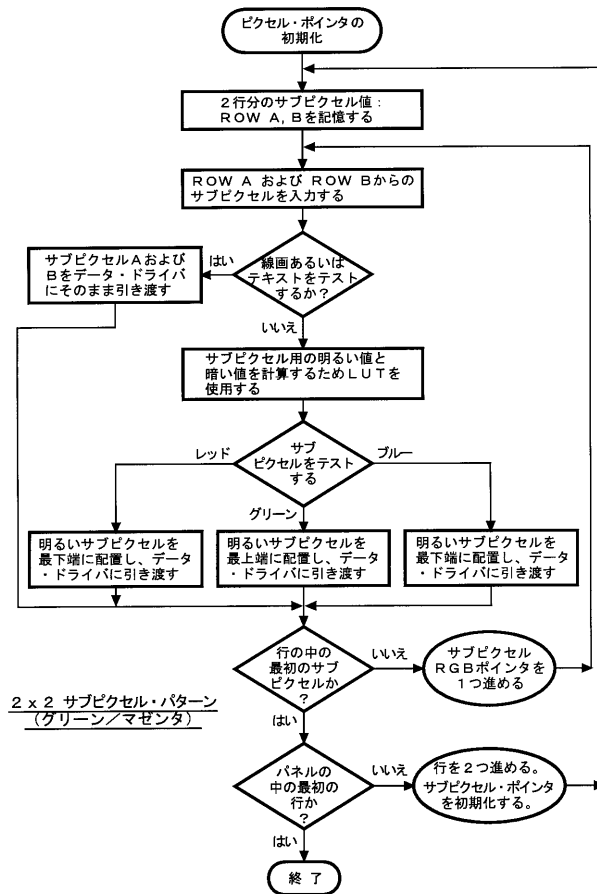 ピクセル・ポインタの
初期化
2行分のサブピクセル値：
ROW A, Bを記憶する
ROW A および ROW Bからの
サブピクセルを入力する
線画あるいは
テキストをテスト
するか？
はい
サブピクセルAおよび
Bをデータ・ドライバ
にそのまま引き渡す
いいえ
サブピクセル用の明るい値と
暗い値を計算するためLUTを
使用する
サブ
ピクセルをテスト
する
レッド
ブルー
グリーン
明るいサブピクセルを
最下端に配置し、データ
・ドライバに引き渡す
明るいサブピクセルを
最上端に配置し、データ
・ドライバに引き渡す
明るいサブピクセルを
最下端に配置し、データ
・ドライバに引き渡す
行の中の
最初のサブ
ピクセルか
？
いいえ
サブピクセル
RGBポインタを
1つ進める
はい
2 x 2 サブピクセル・パターン
(グリーン／マゼンタ)
パネルの
中の最初の
行か
？
いいえ
行を2つ進める。
サブピクセル・ポインタ
を初期化する。
はい
終 了